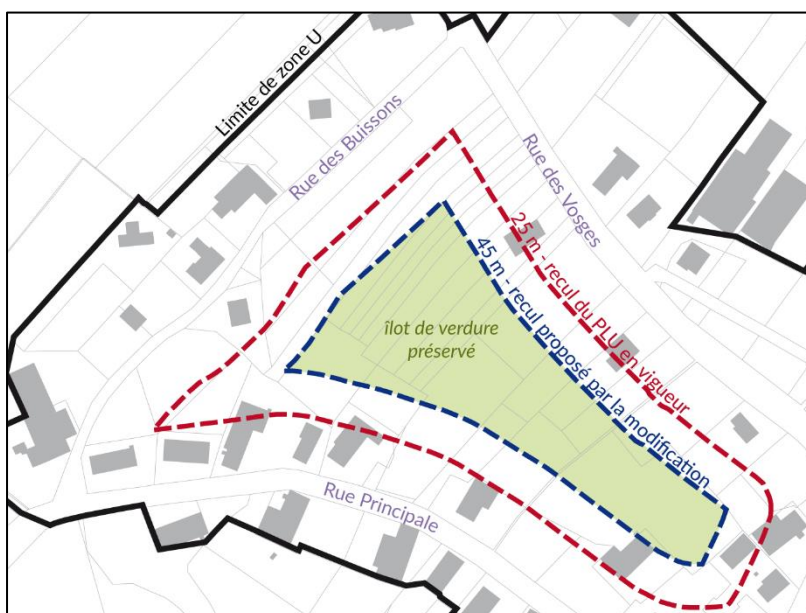 Limite de zone U
Rue des Buissons
Rue des Vosges
25 m - recul du PLU en vigueur
45 m - recul proposé par la modification
îlot de verdure
préservé
Rue Principale